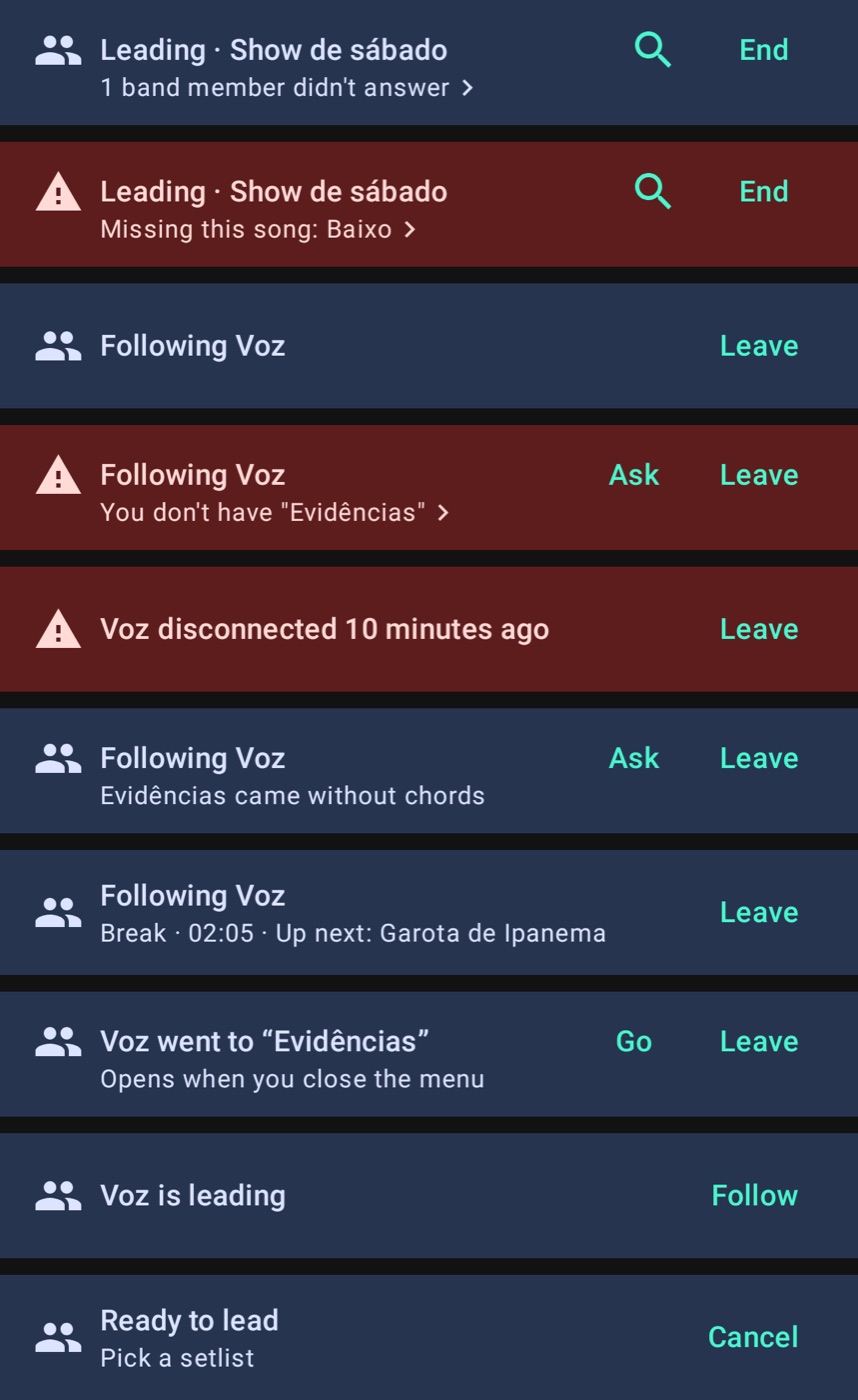 Leading · Show de sábado
End
1 band member didn't answer
Leading · Show de sábado
End
Missing this song: Baixo
Following Voz
Leave
Following Voz
Ask
Leave
You don't have "Evidências"
Voz disconnected 10 minutes ago
Leave
Following Voz
Ask
Leave
Evidências came without chords
Following Voz
Break · 02:05 · Up next: Garota de Ipanema
Leave
Voz went to “Evidências”
Go
Leave
Opens when you close the menu
Voz is leading
Follow
Ready to lead
Pick a setlist
Cancel